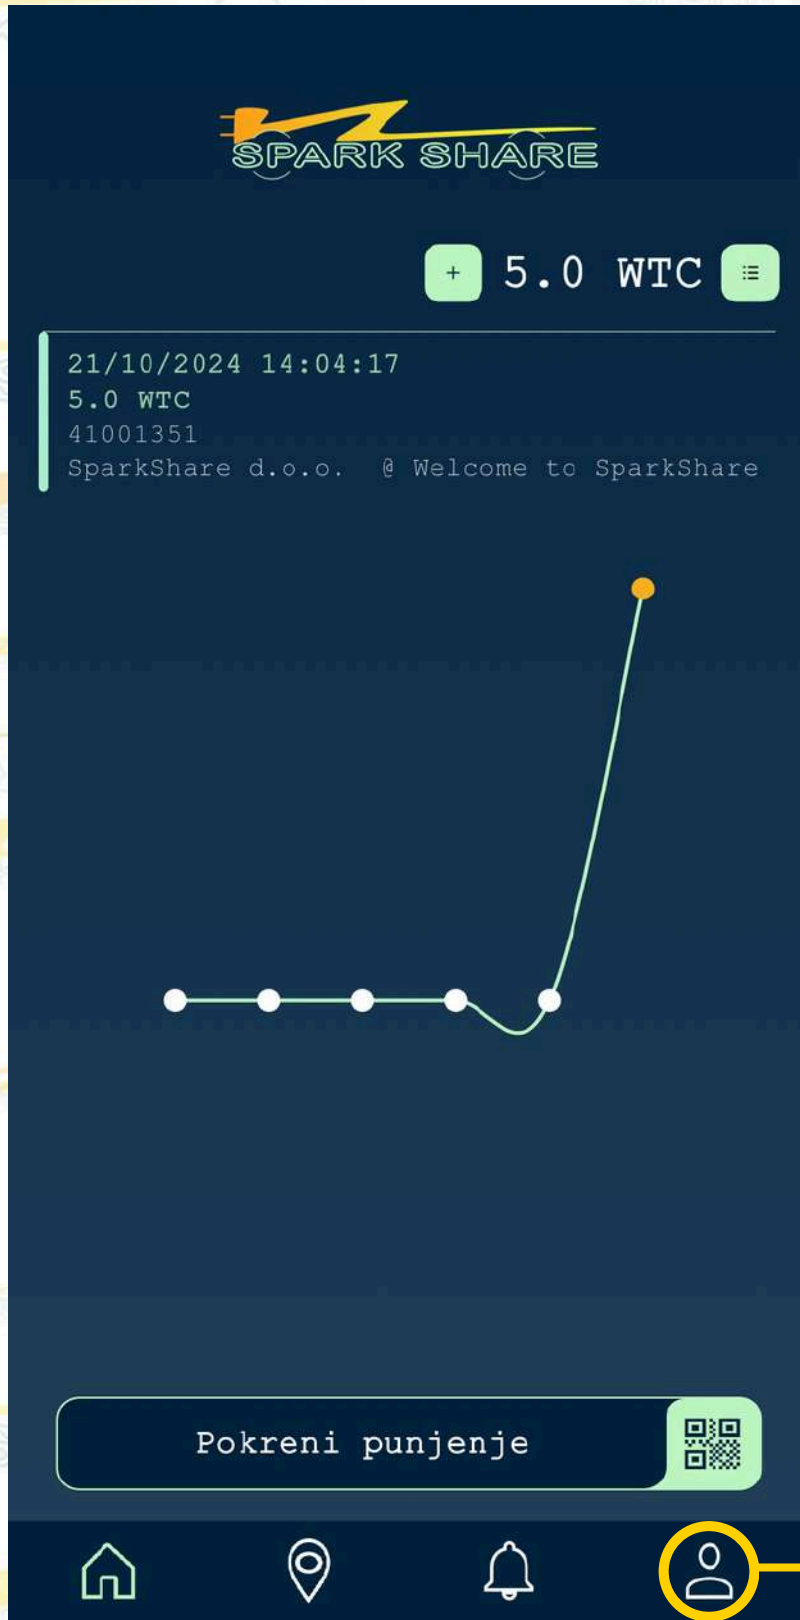 SPARK SHARE
+ 5.0 WTC
21/10/2024 14:04:17
5.0 WTC
41001351
SparkShare d.o.o. @ Welcome to SparkShare
Pokreni punjenje